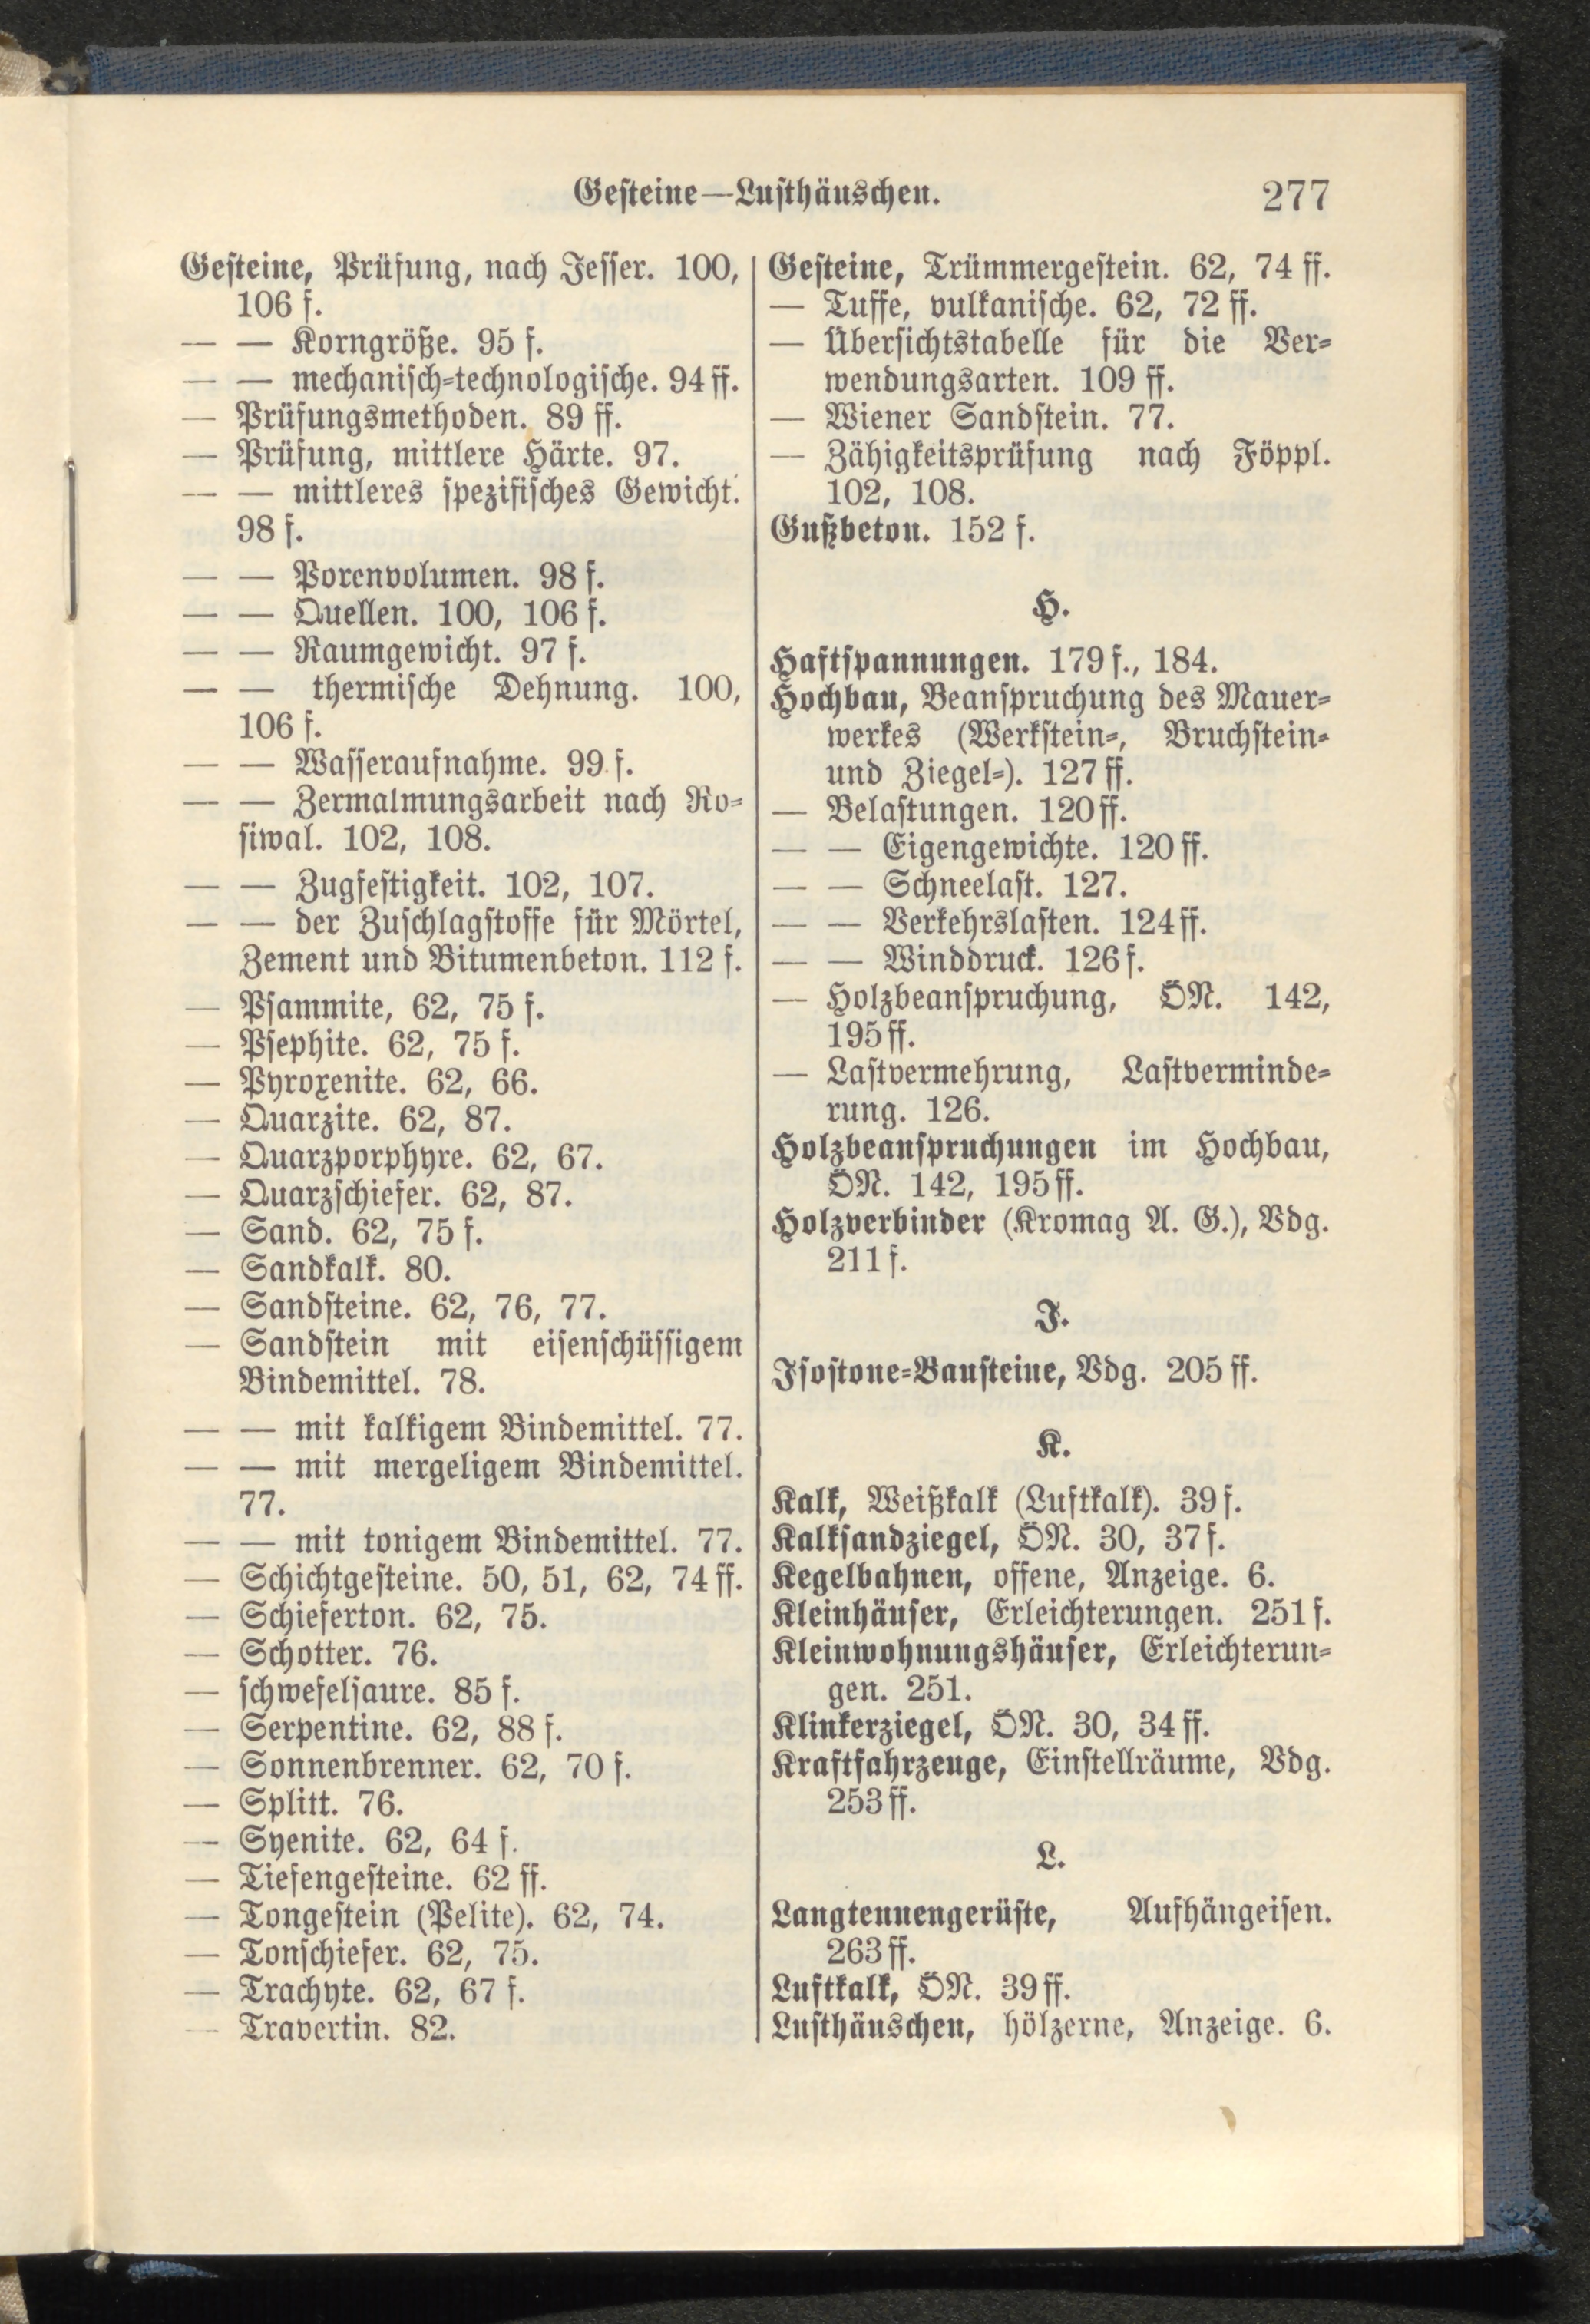 Gesteine—Lusthäuschen. 277
Gesteine, Prüfung, nach Jesser. 100,
106 f.
— — Korngröße. 95 f.
— — mechanisch-technologische. 94 ff.
— Prüfungsmethoden. 89 ff.
— Prüfung, mittlere Härte. 97.
— — mittleres spezifisches Gewicht.
98 f.
— — Porenvolumen. 98 f.
— — Quellen. 100, 106 f.
— — Raumgewicht. 97 f.
— — thermische Dehnung. 100,
106 f.
— — Wasseraufnahme. 99 f.
— — Zermalmungsarbeit nach Ro-
siwal. 102, 108.
— — Zugfestigkeit. 102, 107.
— — der Zuschlagstoffe für Mörtel,
Zement und Bitumenbeton. 112 f.
— Psammite, 62, 75 f.
— Psephite. 62, 75 f.
— Pyroxenite. 62, 66.
— Quarzite. 62, 87.
— Quarzporphyre. 62, 67.
— Quarzschiefer. 62, 87.
— Sand. 62, 75 f.
— Sandkalk. 80.
— Sandsteine. 62, 76, 77.
— Sandstein mit eisenschüssigem
Bindemittel. 78.
— — mit kalkigem Bindemittel. 77.
— — mit mergeligem Bindemittel.
77.
— — mit tonigem Bindemittel. 77.
— Schichtgesteine. 50, 51, 62, 74 ff.
— Schieferton. 62, 75.
— Schotter. 76.
— schwefelsaure. 85 f.
— Serpentine. 62, 88 f.
— Sonnenbrenner. 62, 70 f.
— Splitt. 76.
— Syenite. 62, 64 f.
— Tiefengesteine. 62 ff.
— Tongestein (Pelite). 62, 74.
— Tonschiefer. 62, 75.
— Trachyte. 62, 67 f.
— Travertin. 82.
Gesteine, Trümmergestein. 62, 74 ff.
— Tuffe, vulkanische. 62, 72 ff.
— Übersichtstabelle für die Ver-
wendungsarten. 109 ff.
— Wiener Sandstein. 77.
— Zähigkeitsprüfung nach Föppl.
102, 108.
Gußbeton. 152 f.
H.
Haftspannungen. 179 f., 184.
Hochbau, Beanspruchung des Mauer-
werkes (Werkstein-, Bruchstein-
und Ziegel-). 127 ff.
— Belastungen. 120 ff.
— — Eigengewichte. 120 ff.
— — Schneelast. 127.
— — Verkehrslasten. 124 ff.
— — Winddruck. 126 f.
— Holzbeanspruchung, ÖN. 142,
195 ff.
— Lastvermehrung, Lastverminde-
rung. 126.
Holzbeanspruchungen im Hochbau,
ÖN. 142, 195 ff.
Holzverbinder (Kromag A. G.), Vdg.
211 f.
I.
Isostone-Bausteine, Vdg. 205 ff.
K.
Kalk, Weißkalk (Luftkalk). 39 f.
Kalksandziegel, ÖN. 30, 37 f.
Kegelbahnen, offene, Anzeige. 6.
Kleinhäuser, Erleichterungen. 251 f.
Kleinwohnungshäuser, Erleichterun-
gen. 251.
Klinkerziegel, ÖN. 30, 34 ff.
Kraftfahrzeuge, Einstellräume, Vdg.
253 ff.
L.
Langtennengerüste, Aufhängeisen.
263 ff.
Luftkalk, ÖN. 39 ff.
Lusthäuschen, hölzerne, Anzeige. 6.